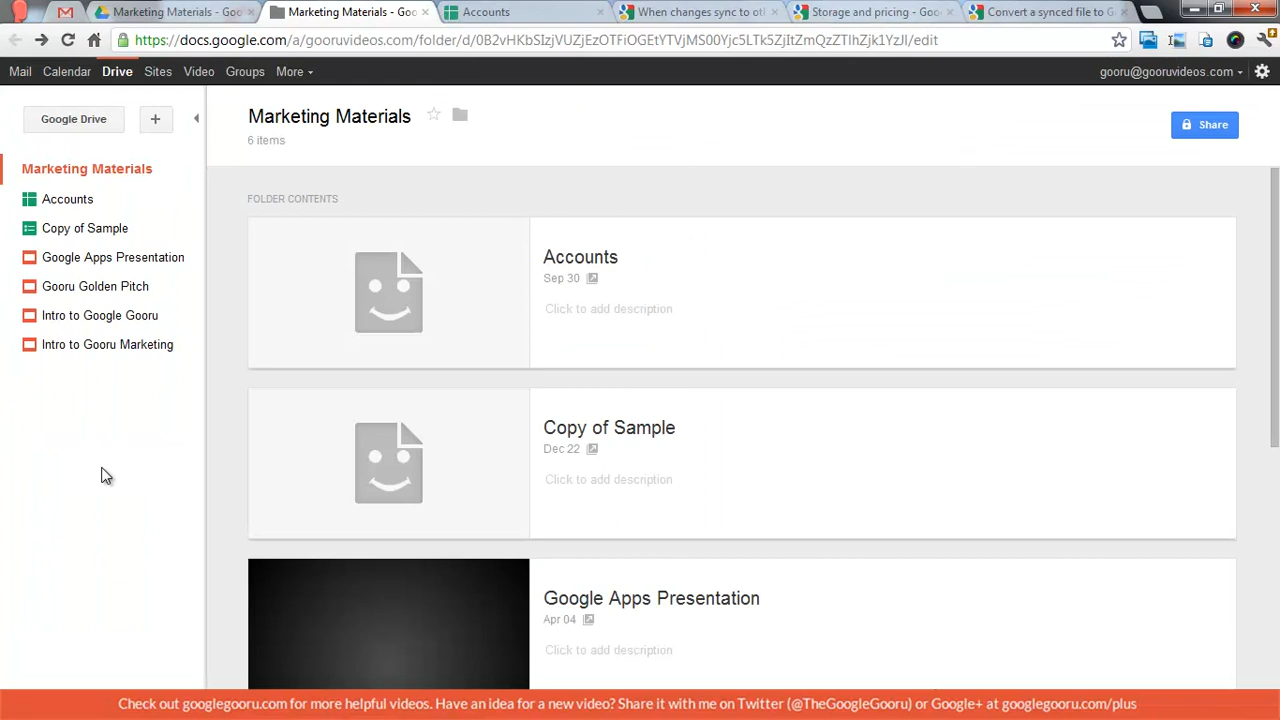 Marketing Materials - Goo
Marketing Materials - Goo
Accounts
When changes sync to oth
Storage and pricing - Goo
Convert a synced file to G
https://docs.google.com/a/gooruvideos.com/folder/d/
Mail Calendar Drive Sites Video Groups More
gooru@gooruvideos.com
Google Drive
+
Marketing Materials
6 items
Share
Marketing Materials
Accounts
Copy of Sample
Google Apps Presentation
Gooru Golden Pitch
Intro to Google Gooru
Intro to Gooru Marketing
FOLDER CONTENTS
Accounts
Sep 30
Click to add description
Copy of Sample
Dec 22
Click to add description
Google Apps Presentation
Apr 04
Click to add description
Check out googlegooru.com for more helpful videos. Have an idea for a new video? Share it with me on Twitter (@TheGoogleGooru) or Google+ at googlegooru.com/plus